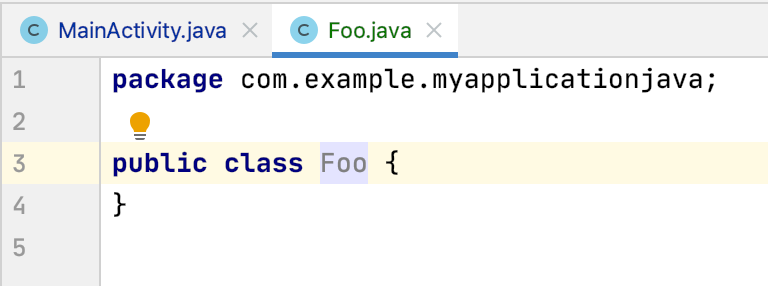 C MainActivity.java C Foo.java
1 package com.example.myapplicationjava;
2
3 public class Foo {
4 }
5